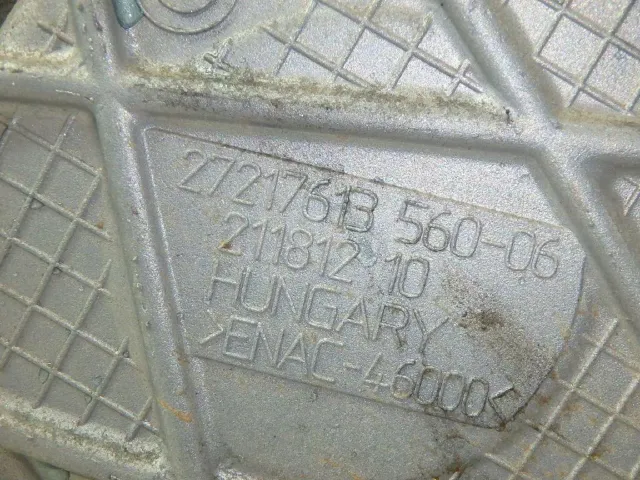 27217613 560-06
211812 10
HUNGARY
>ENAC-46000<